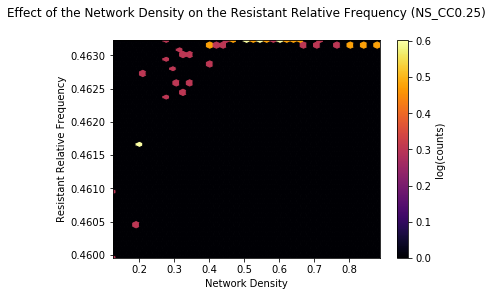 Effect of the Network Density on the Resistant Relative Frequency (NS_CC0.25)
Resistant Relative Frequency
0.4630
0.4625
0.4620
0.4615
0.4610
0.4605
0.4600
0.2 0.3 0.4 0.5 0.6 0.7 0.8
Network Density
0.6
0.5
0.4
0.3
0.2
0.1
0.0
log(counts)